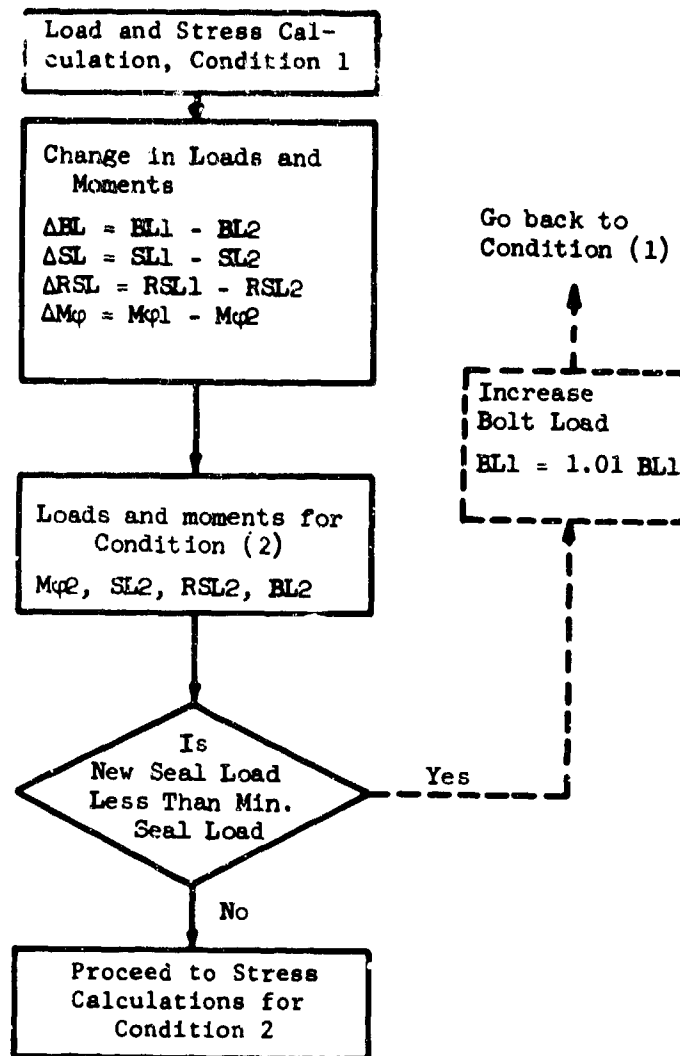 Load and Stress Cal-
culation, Condition 1
Change in Loads and
Moments
ΔBL = BL1 - BL2
ΔSL = SL1 - SL2
ΔRSL = RSL1 - RSL2
ΔMφ = Mφ1 - Mφ2
Loads and moments for
Condition (2)
Mφ2, SL2, RSL2, BL2
Is
New Seal Load
Less Than Min.
Seal Load
Yes
Increase
Bolt Load
BL1 = 1.01 BL1
Go back to
Condition (1)
No
Proceed to Stress
Calculations for
Condition 2